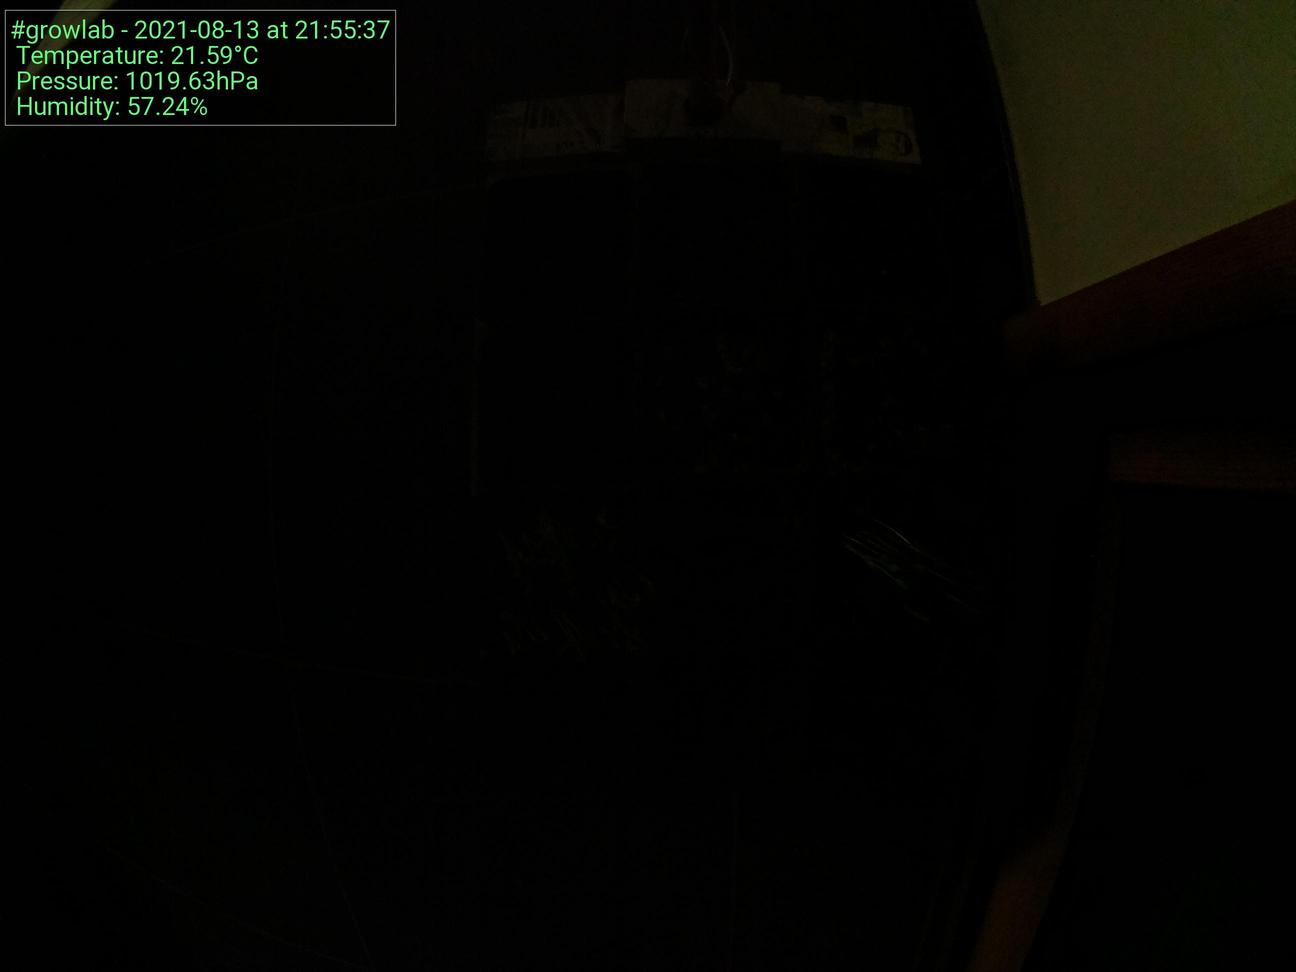 #growlab - 2021-08-13 at 21:55:37
Temperature: 21.59°C
Pressure: 1019.63hPa
Humidity: 57.24%